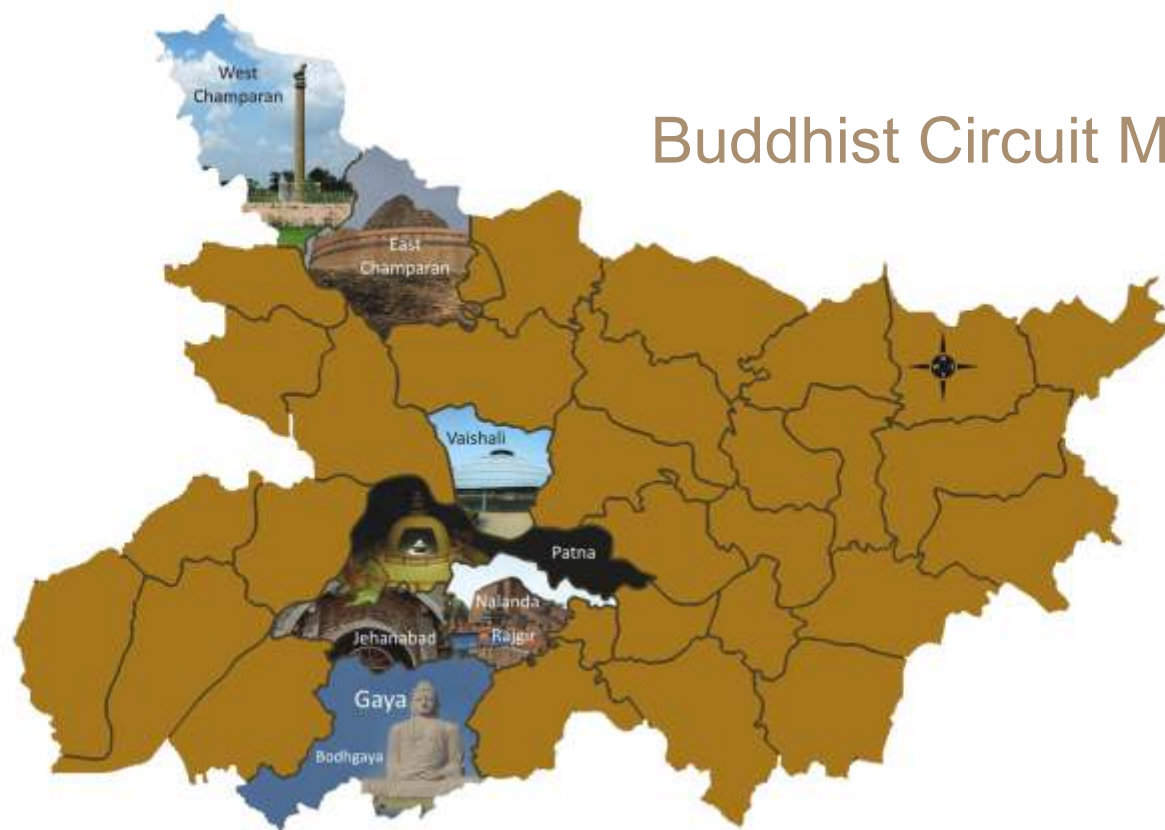 West
Champaran
Buddhist Circuit M
East
Champaran
Vaishali
Patna
Nalanda
Jehanabad
Rajgir
Gaya
Bodhgaya